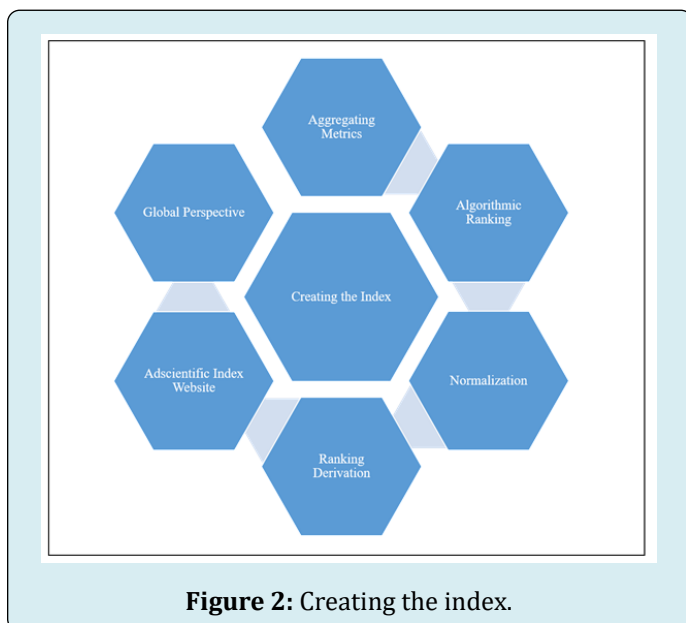 Aggregating
Metrics
Global Perspective
Algorithmic
Ranking
Creating the Index
Adscientific Index
Website
Normalization
Ranking
Derivation
Figure 2: Creating the index.